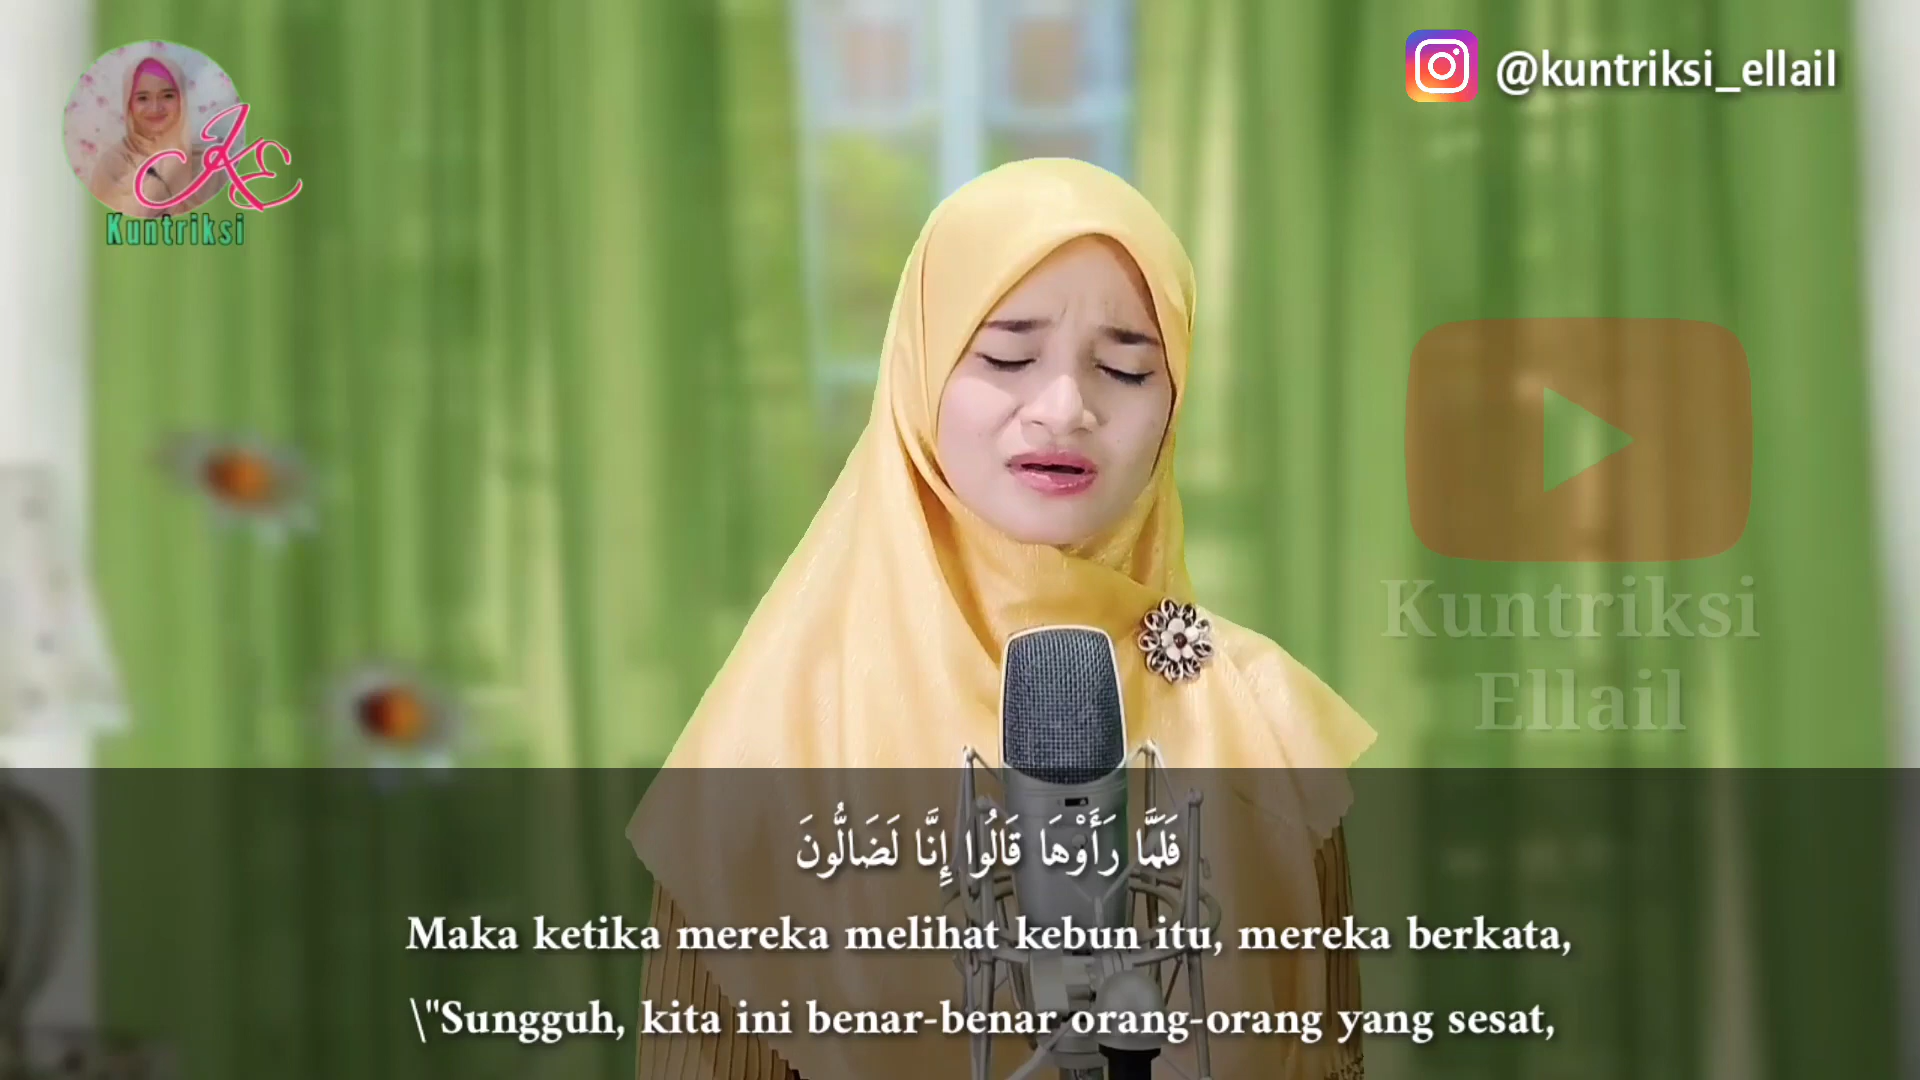 KE
Kuntriksi
@kuntriksi_ellail
Kuntriksi
Ellail
فَلَمَّا رَأَوْهَا قَالُوا إِنَّا لَضَالُّونَ
Maka ketika mereka melihat kebun itu, mereka berkata,
\"Sungguh, kita ini benar-benar orang-orang yang sesat,